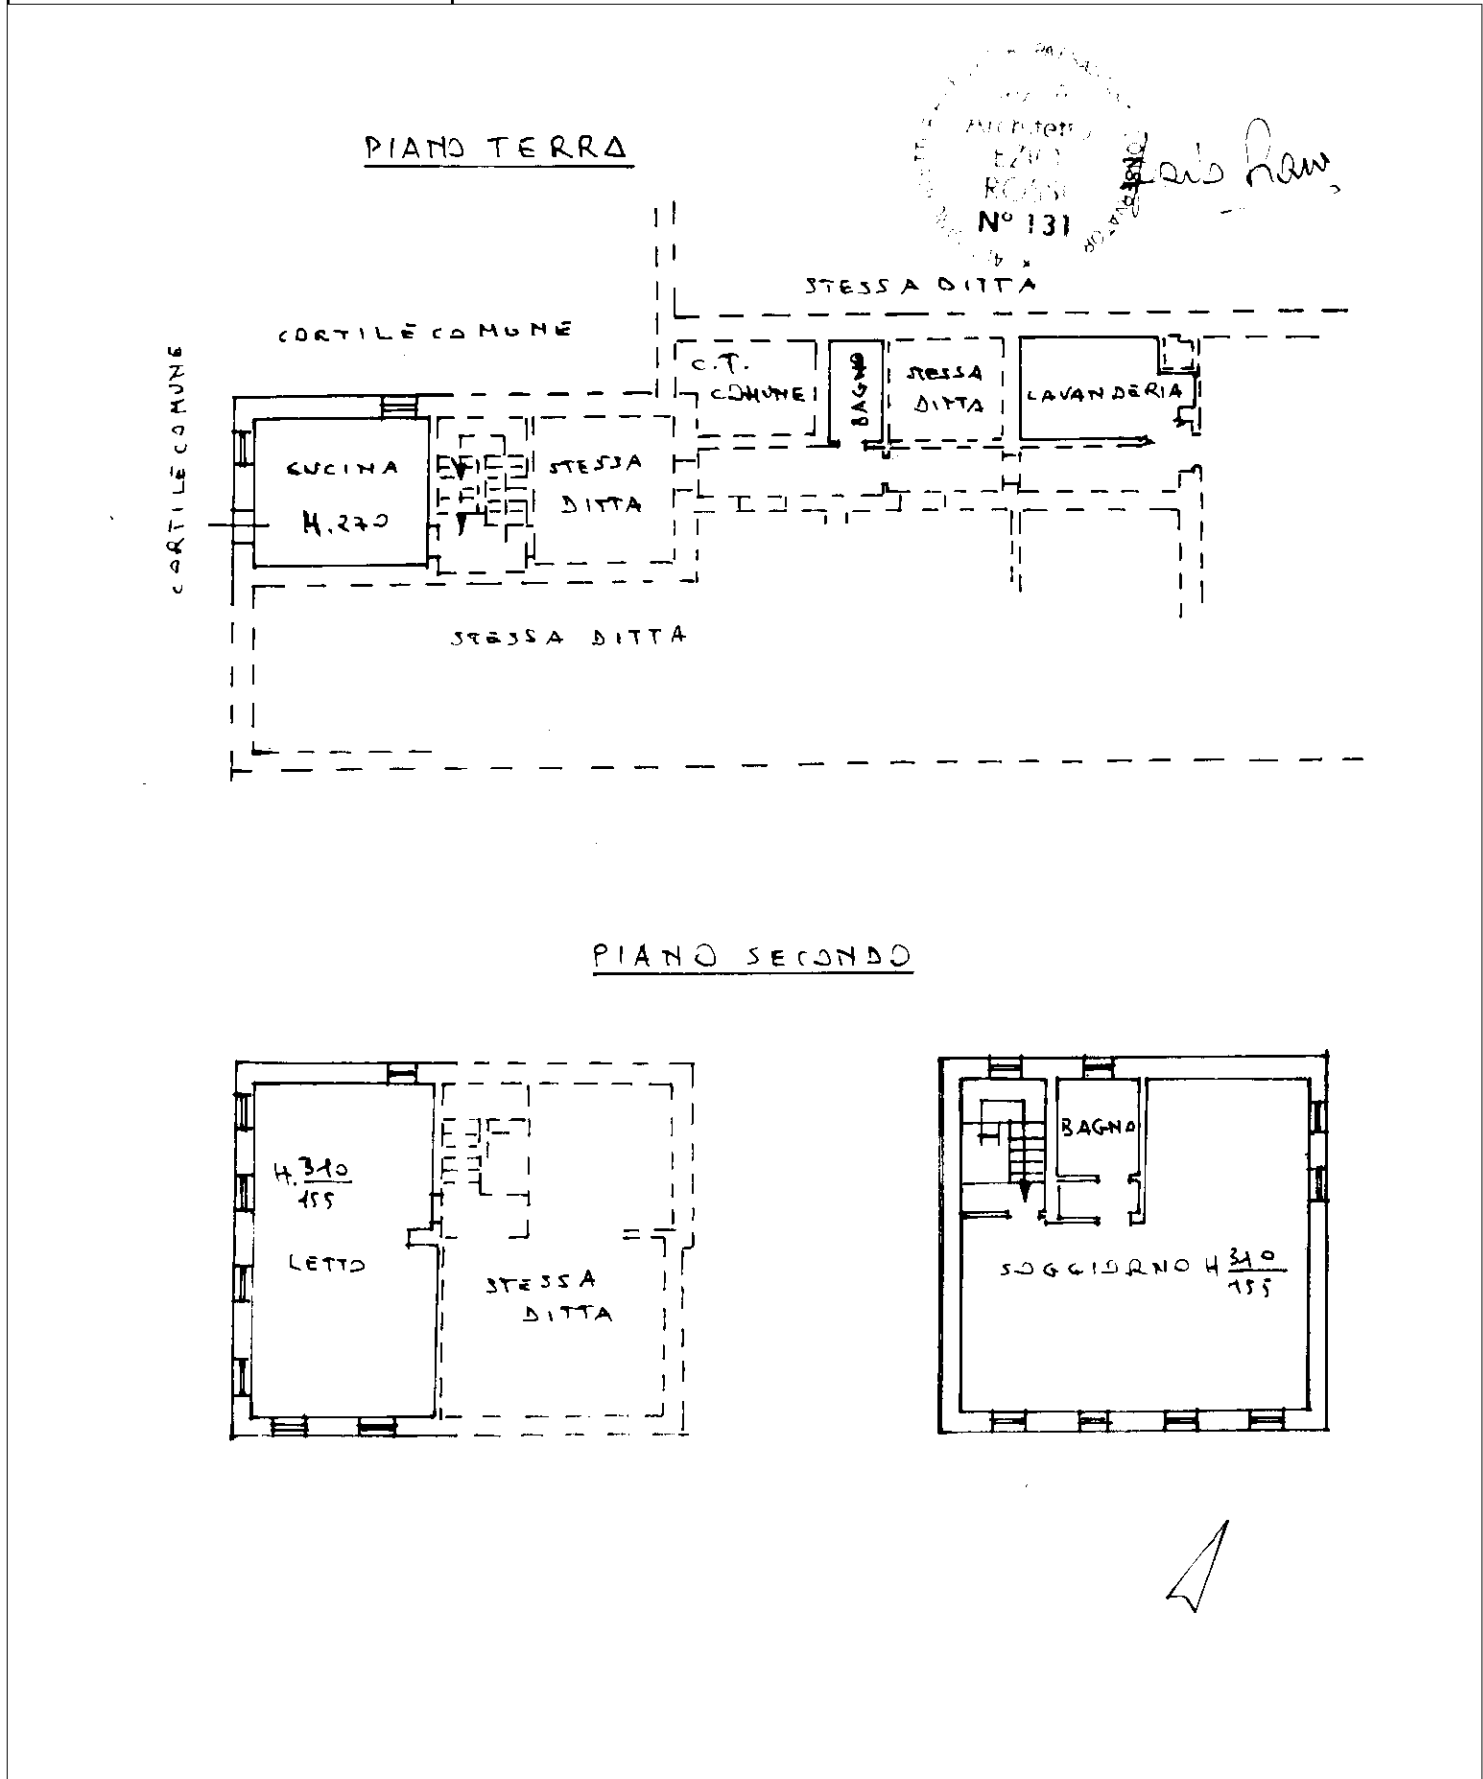 PIANO TERRA
Architetto
EZIO
ROSSI
N° 131
STESSA DITTA
CORTILE COMUNE
CORTILE COMUNE
C.T.
COMUNE
BAGNO
STESSA
DITTA
LAVANDERIA
CUCINA
H.270
STESSA
DITTA
STESSA DITTA
PIANO SECONDO
H. 310
155
LETTO
STESSA
DITTA
BAGNO
SOGGIORNO H 310
155